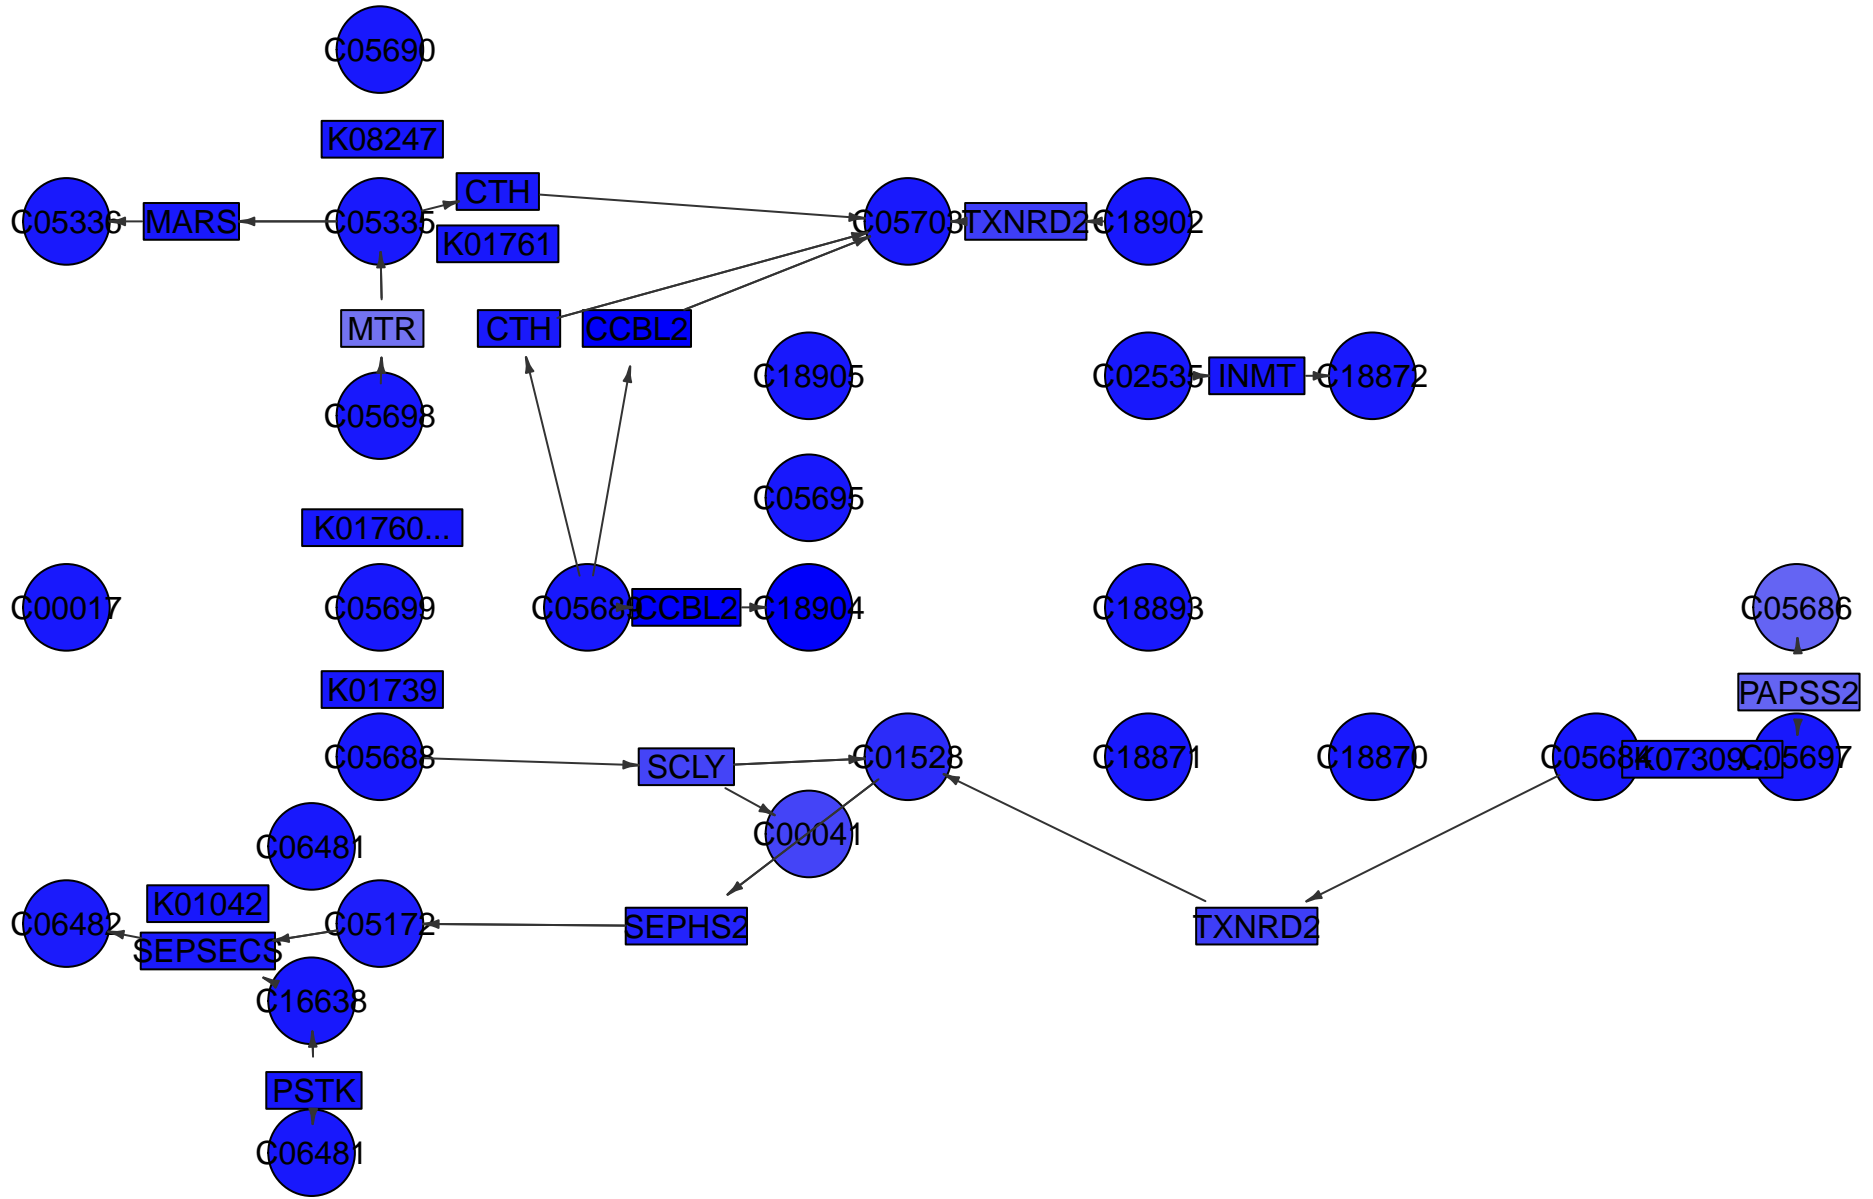 C05690
K08247
CTH
C05336
MARS
C05335
C05703
TXNRD2
C18902
K01761
MTR
CTH
CCBL2
C18905
C02535
INMT
C18872
C05698
C05695
K01760...
C00017
C05699
C05689
CCBL2
C18904
C18893
C05686
K01739
PAPSS2
C05688
SCLY
C01528
C18871
C18870
C05684
K07309...
C05697
C00041
C06481
K01042
C06482
C05172
SEPHS2
TXNRD2
SEPSECS
C16638
PSTK
C06481